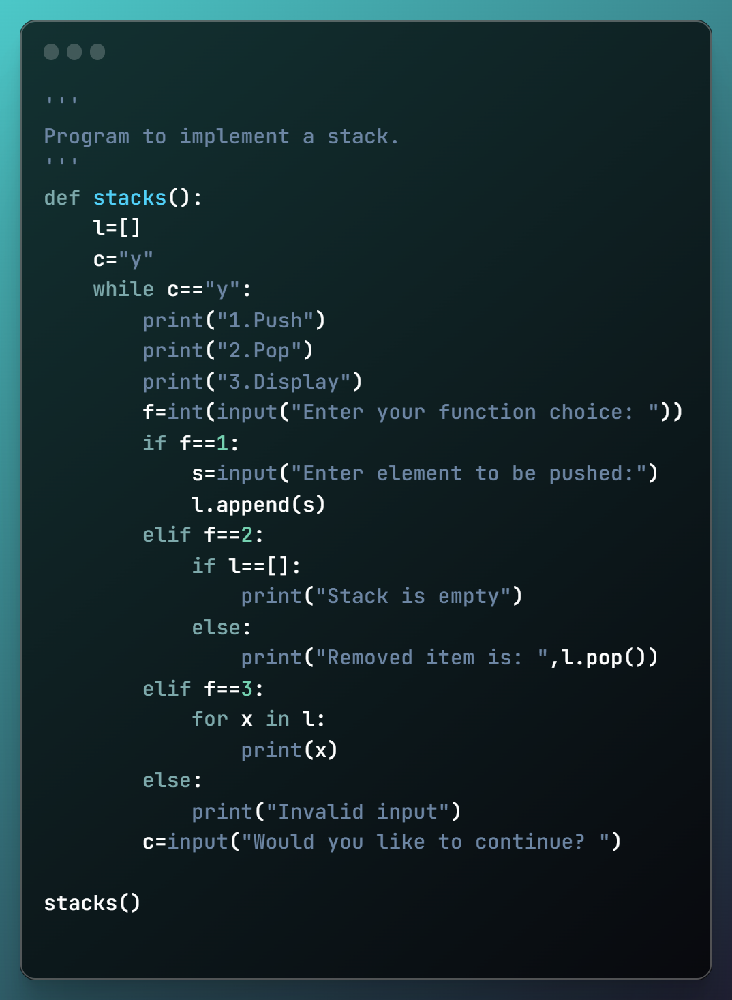 '''
Program to implement a stack.
'''
def stacks():
    l=[]
    c="y"
    while c=="y":
        print("1.Push")
        print("2.Pop")
        print("3.Display")
        f=int(input("Enter your function choice: "))
        if f==1:
            s=input("Enter element to be pushed:")
            l.append(s)
        elif f==2:
            if l==[]:
                print("Stack is empty")
            else:
                print("Removed item is: ",l.pop())
        elif f==3:
            for x in l:
                print(x)
        else:
            print("Invalid input")
        c=input("Would you like to continue? ")

stacks()